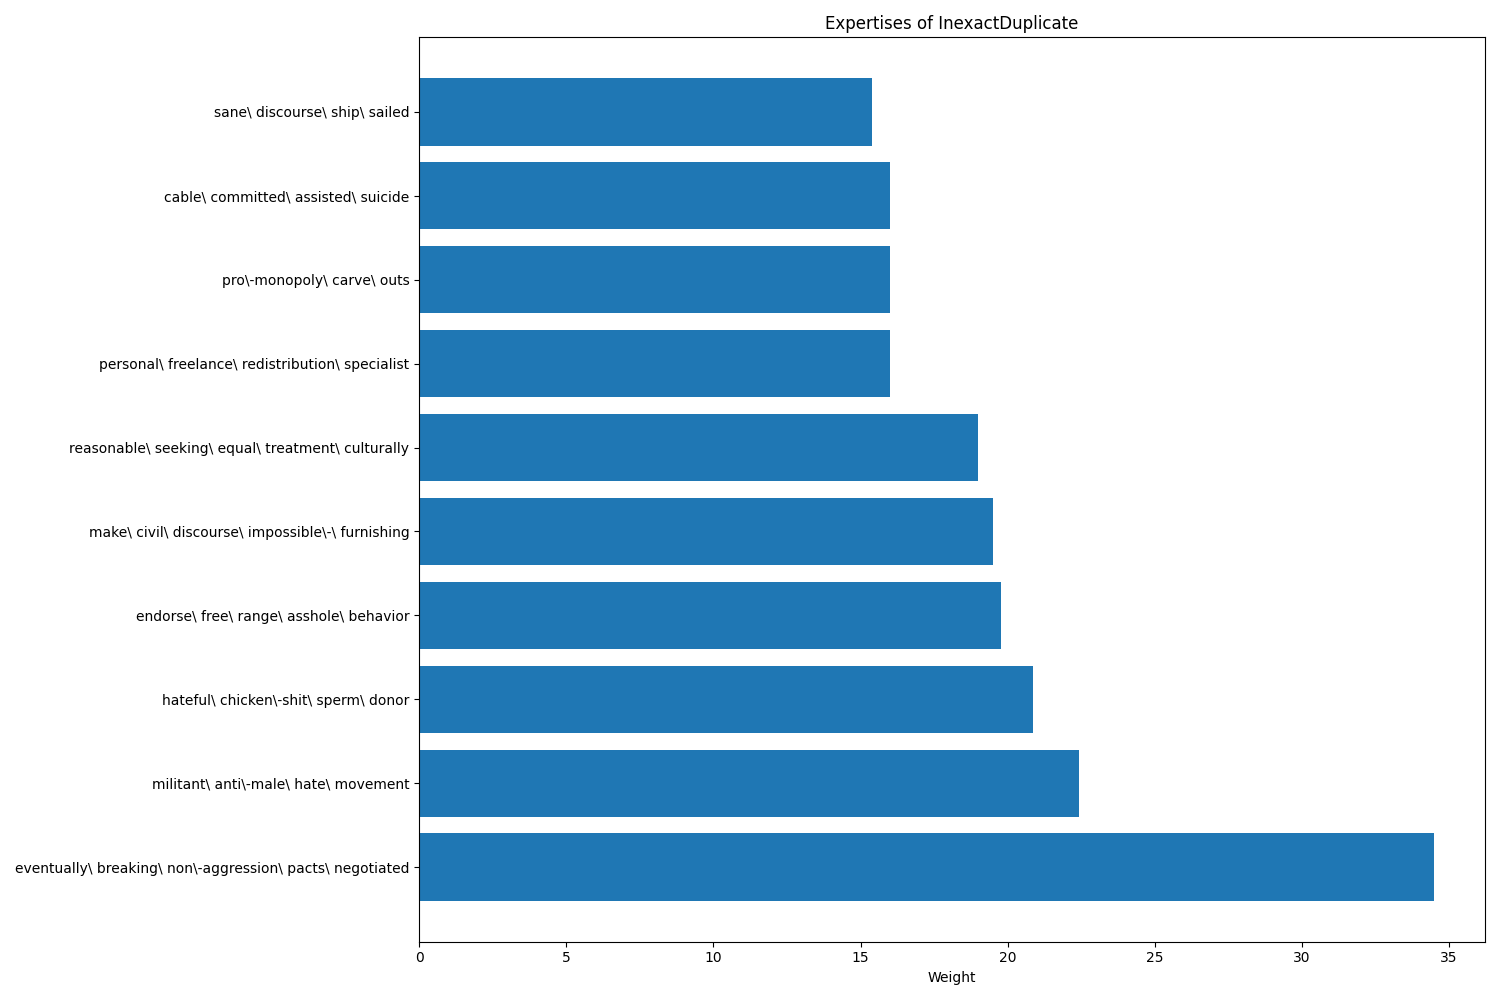 Expertises of InexactDuplicate
sane\ discourse\ ship\ sailed
cable\ committed\ assisted\ suicide
pro\-monopoly\ carve\ outs
personal\ freelance\ redistribution\ specialist
reasonable\ seeking\ equal\ treatment\ culturally
make\ civil\ discourse\ impossible\-\ furnishing
endorse\ free\ range\ asshole\ behavior
hateful\ chicken\-shit\ sperm\ donor
militant\ anti\-male\ hate\ movement
eventually\ breaking\ non\-aggression\ pacts\ negotiated
0 5 10 15 20 25 30 35
Weight